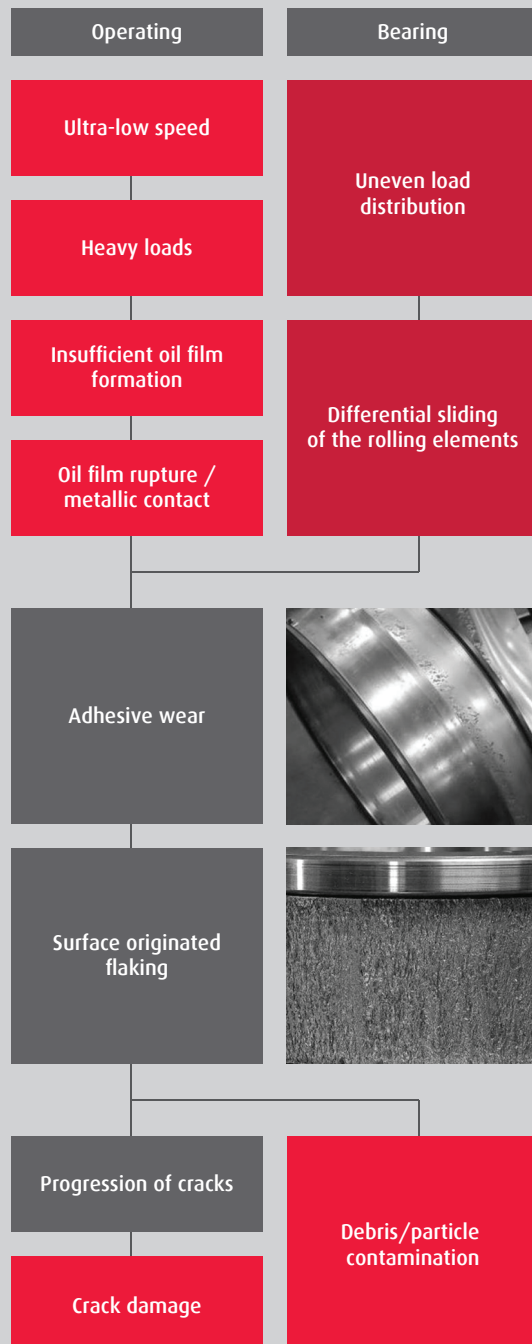 Operating
Bearing
Ultra-low speed
Uneven load
distribution
Heavy loads
Insufficient oil film
formation
Differential sliding
of the rolling elements
Oil film rupture /
metallic contact
Adhesive wear
Surface originated
flaking
Progression of cracks
Debris/particle
contamination
Crack damage